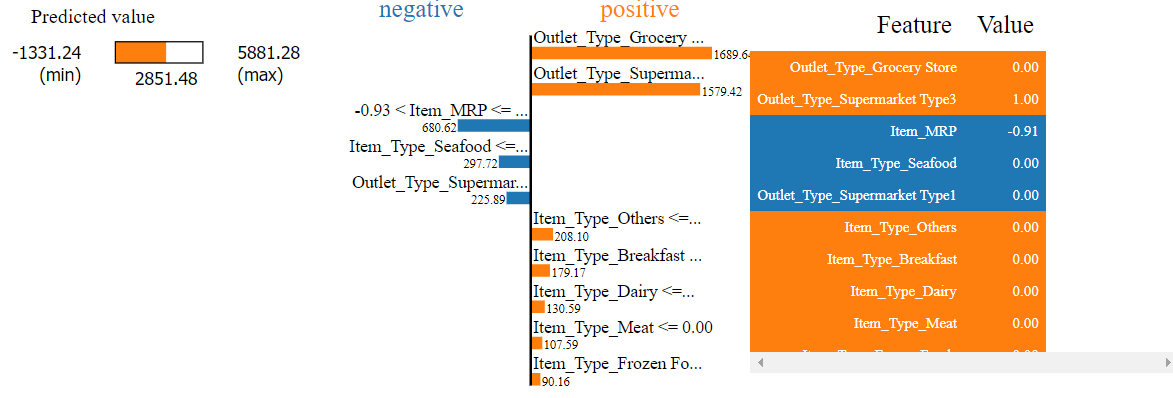 Predicted value
-1331.24
(min)
5881.28
(max)
2851.48
negative
positive
Outlet_Type_Grocery ...
1689.64
Outlet_Type_Superma...
1579.42
-0.93 < Item_MRP <= ...
680.62
Item_Type_Seafood <=...
297.72
Outlet_Type_Supermar...
225.89
Item_Type_Others <=...
208.10
Item_Type_Breakfast ...
179.17
Item_Type_Dairy <=...
130.59
Item_Type_Meat <= 0.00
107.59
Item_Type_Frozen Fo...
90.16
Feature Value
Outlet_Type_Grocery Store 0.00
Outlet_Type_Supermarket Type3 1.00
Item_MRP -0.91
Item_Type_Seafood 0.00
Outlet_Type_Supermarket Type1 0.00
Item_Type_Others 0.00
Item_Type_Breakfast 0.00
Item_Type_Dairy 0.00
Item_Type_Meat 0.00